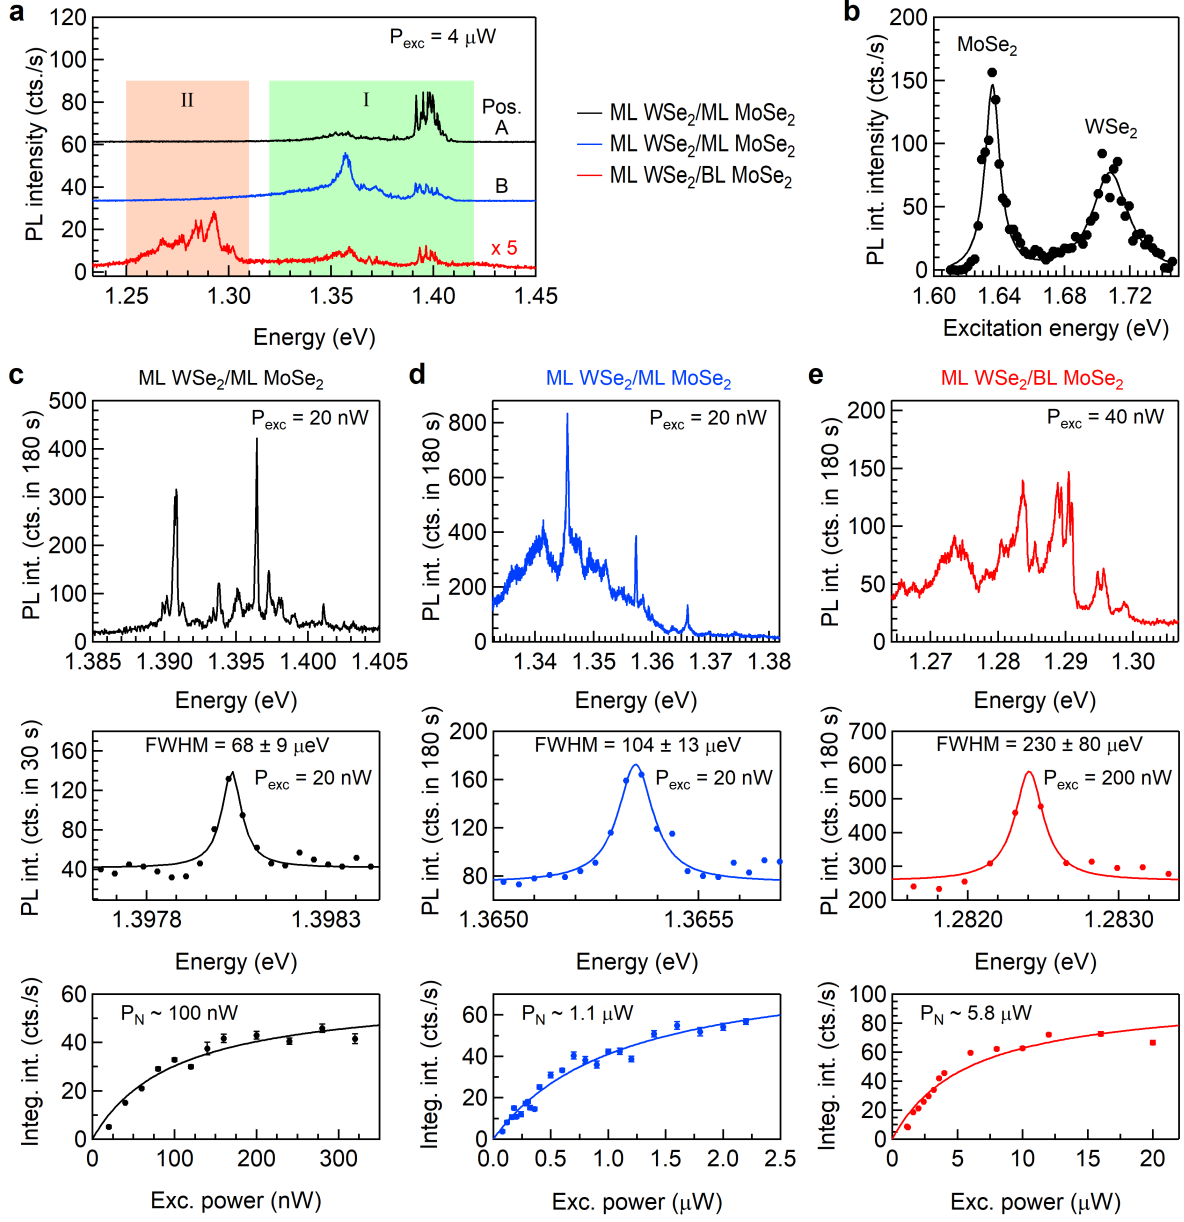 a
PL intensity (cts./s)
120
100
80
60
40
20
0
P_exc = 4 μW
II
I
Pos.
A
B
x 5
1.25
1.30
1.35
1.40
1.45
Energy (eV)
ML WSe₂/ML MoSe₂
ML WSe₂/ML MoSe₂
ML WSe₂/BL MoSe₂
b
PL int. intensity (cts./s)
200
150
100
50
0
MoSe₂
WSe₂
1.60
1.64
1.68
1.72
Excitation energy (eV)
c
ML WSe₂/ML MoSe₂
PL int. (cts. in 180 s)
500
400
300
200
100
0
P_exc = 20 nW
1.385
1.390
1.395
1.400
1.405
Energy (eV)
PL int. (cts. in 30 s)
160
120
80
40
FWHM = 68 ± 9 μeV
P_exc = 20 nW
1.3978
1.3983
Energy (eV)
Integ. int. (cts./s)
60
40
20
0
P_N ~ 100 nW
0
100
200
300
Exc. power (nW)
d
ML WSe₂/ML MoSe₂
PL int. (cts. in 180 s)
800
600
400
200
0
P_exc = 20 nW
1.34
1.35
1.36
1.37
1.38
Energy (eV)
PL int. (cts. in 180 s)
200
160
120
80
FWHM = 104 ± 13 μeV
P_exc = 20 nW
1.3650
1.3655
Energy (eV)
Integ. int. (cts./s)
60
40
20
0
P_N ~ 1.1 μW
0.0
0.5
1.0
1.5
2.0
2.5
Exc. power (μW)
e
ML WSe₂/BL MoSe₂
PL int. (cts. in 180 s)
200
150
100
50
0
P_exc = 40 nW
1.27
1.28
1.29
1.30
Energy (eV)
PL int. (cts. in 180 s)
700
600
500
400
300
200
FWHM = 230 ± 80 μeV
P_exc = 200 nW
1.2820
1.2830
Energy (eV)
Integ. int. (cts./s)
100
80
60
40
20
0
P_N ~ 5.8 μW
0
5
10
15
20
Exc. power (μW)